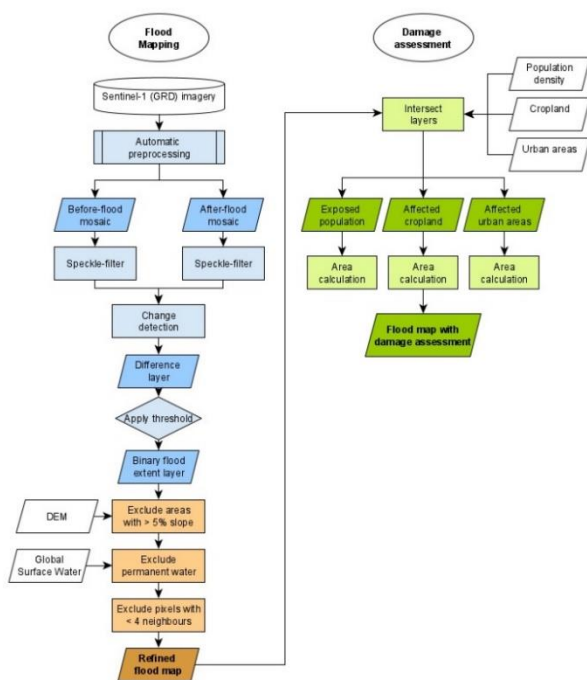 Flood
Mapping
Sentinel-1 (GRD) imagery
Automatic
preprocessing
Before-flood
mosaic
After-flood
mosaic
Speckle-filter
Speckle-filter
Change
detection
Difference
layer
Apply threshold
Binary flood
extent layer
DEM
Exclude areas
with > 5% slope
Global
Surface Water
Exclude
permanent water
Exclude pixels with
< 4 neighbours
Refined
flood map
Damage
assessment
Intersect
layers
Population
density
Cropland
Urban areas
Exposed
population
Affected
cropland
Affected
urban areas
Area
calculation
Area
calculation
Area
calculation
Flood map with
damage assessment